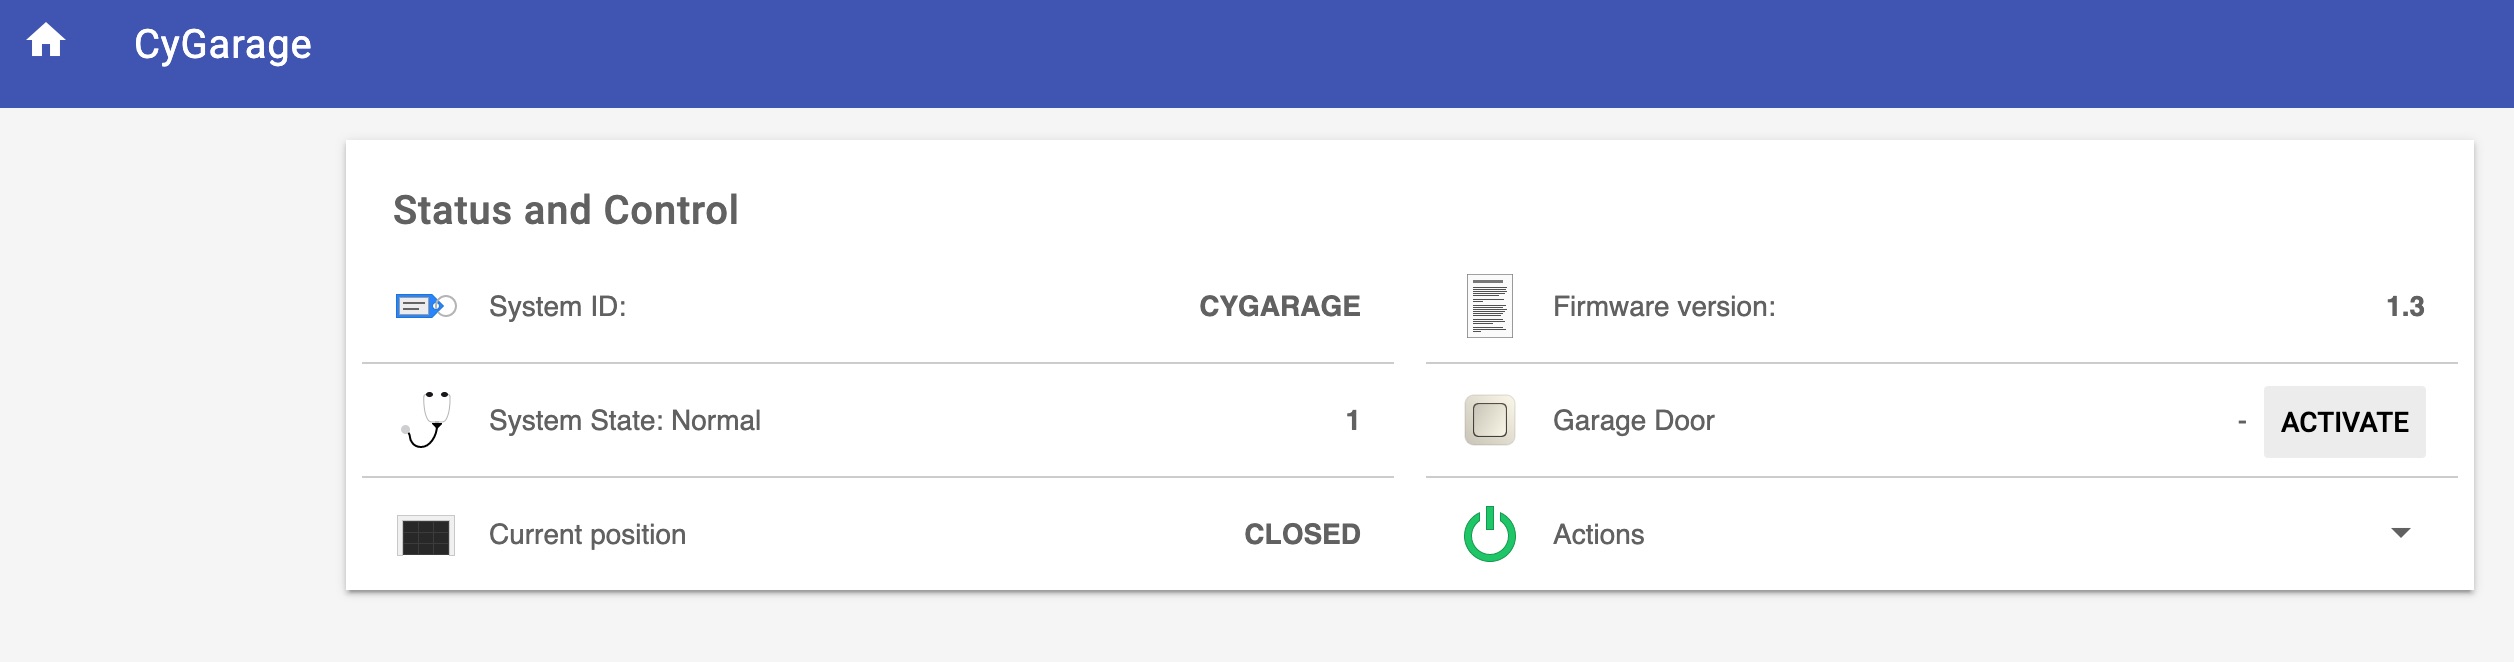 CyGarage
Status and Control
System ID: CYGARAGE
Firmware version: 1.3
System State: Normal 1
Garage Door - ACTIVATE
Current position CLOSED
Actions